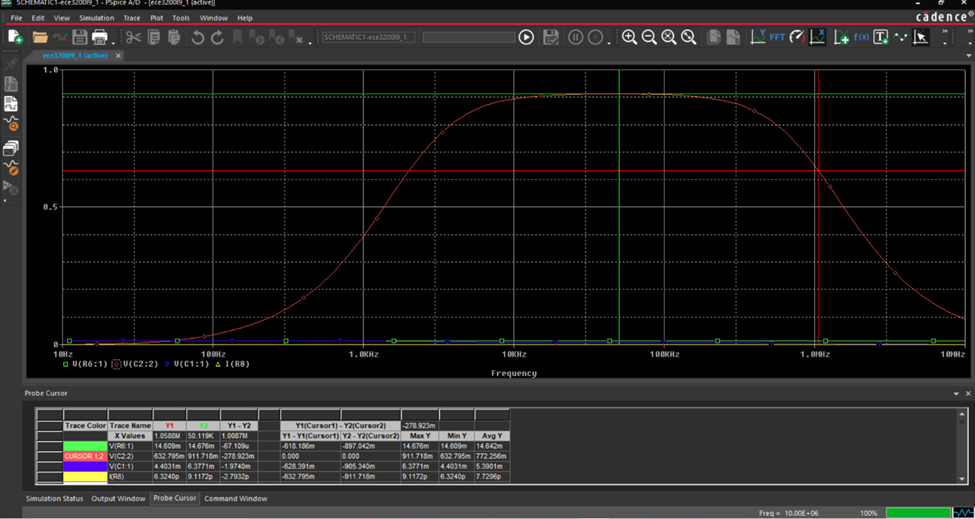 SCHEMATIC1-ece320019_1 - PSpice A/D - [ece320019_1 (active)]
File Edit View Simulation Trace Plot Tools Window Help
cadence
SCHEMATIC1-ece320019_1
FFT
ece320019_1 (active)
1.0
0.5
0
10Hz 100Hz 1.0KHz 10KHz 100KHz 1.0MHz 10MHz
V(R6:1) V(C2:2) V(C1:1) I(R8)
Frequency
Probe Cursor
Trace Color Trace Name Y1 Y2 Y1 - Y2 Y1(Cursor1) - Y2(Cursor2) -278.923m
X Values 1.0588M 50.119K 1.0087M Y1 - Y1(Cursor1) Y2 - Y2(Cursor2) Max Y Min Y Avg Y
V(R6:1) 14.609m 14.676m -67.109u -618.186m -897.042m 14.676m 14.609m 14.642m
CURSOR 1,2 V(C2:2) 632.795m 911.718m -278.923m 0.000 0.000 911.718m 632.795m 772.256m
V(C1:1) 4.4031m 6.3771m -1.9740m -628.391m -905.340m 6.3771m 4.4031m 5.3901m
I(R8) 6.3240p 9.1172p -2.7932p -632.795m -911.718m 9.1172p 6.3240p 7.7206p
Simulation Status Output Window Probe Cursor Command Window
Freq = 10.00E+06 100%